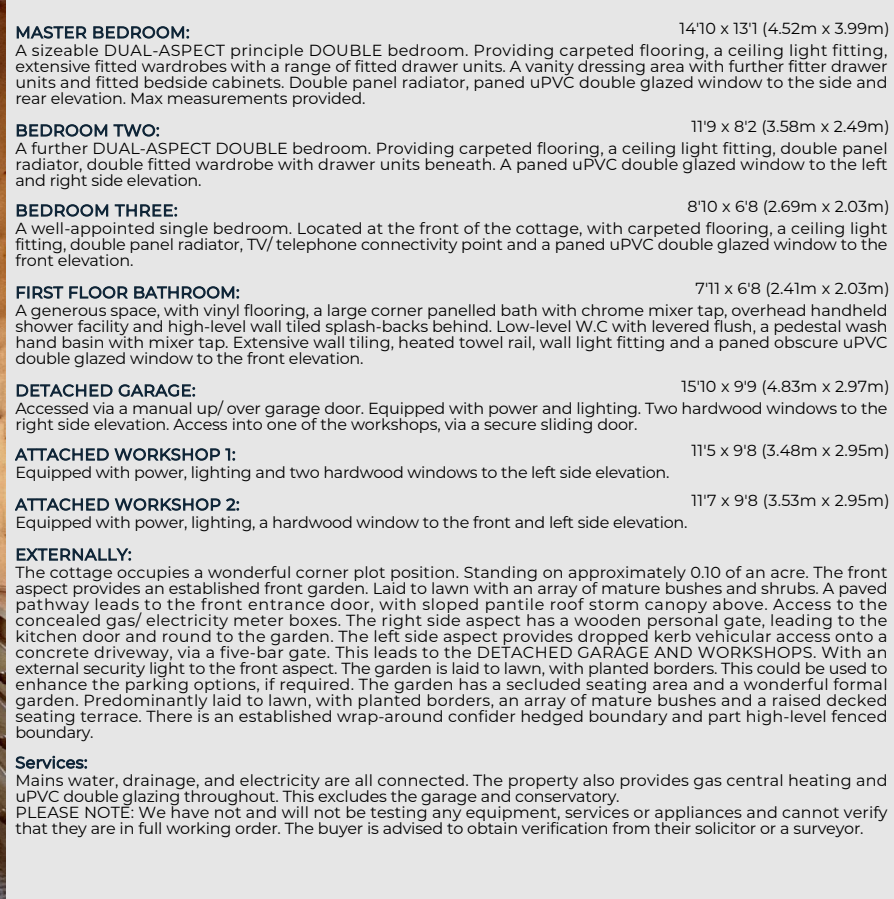 MASTER BEDROOM: 14'10 x 13'1 (4.52m x 3.99m)
A sizeable DUAL-ASPECT principle DOUBLE bedroom. Providing carpeted flooring, a ceiling light fitting,
extensive fitted wardrobes with a range of fitted drawer units. A vanity dressing area with further fitter drawer
units and fitted bedside cabinets. Double panel radiator, paned uPVC double glazed window to the side and
rear elevation. Max measurements provided.
BEDROOM TWO: 11'9 x 8'2 (3.58m x 2.49m)
A further DUAL-ASPECT DOUBLE bedroom. Providing carpeted flooring, a ceiling light fitting, double panel
radiator, double fitted wardrobe with drawer units beneath. A paned uPVC double glazed window to the left
and right side elevation.
BEDROOM THREE: 8'10 x 6'8 (2.69m x 2.03m)
A well-appointed single bedroom. Located at the front of the cottage, with carpeted flooring, a ceiling light
fitting, double panel radiator, TV/ telephone connectivity point and a paned uPVC double glazed window to the
front elevation.
FIRST FLOOR BATHROOM: 7'11 x 6'8 (2.41m x 2.03m)
A generous space, with vinyl flooring, a large corner panelled bath with chrome mixer tap, overhead handheld
shower facility and high-level wall tiled splash-backs behind. Low-level W.C with levered flush, a pedestal wash
hand basin with mixer tap. Extensive wall tiling, heated towel rail, wall light fitting and a paned obscure uPVC
double glazed window to the front elevation.
DETACHED GARAGE: 15'10 x 9'9 (4.83m x 2.97m)
Accessed via a manual up/ over garage door. Equipped with power and lighting. Two hardwood windows to the
right side elevation. Access into one of the workshops, via a secure sliding door.
ATTACHED WORKSHOP 1: 11'5 x 9'8 (3.48m x 2.95m)
Equipped with power, lighting and two hardwood windows to the left side elevation.
ATTACHED WORKSHOP 2: 11'7 x 9'8 (3.53m x 2.95m)
Equipped with power, lighting, a hardwood window to the front and left side elevation.
EXTERNALLY:
The cottage occupies a wonderful corner plot position. Standing on approximately 0.10 of an acre. The front
aspect provides an established front garden. Laid to lawn with an array of mature bushes and shrubs. A paved
pathway leads to the front entrance door, with sloped pantile roof storm canopy above. Access to the
concealed gas/ electricity meter boxes. The right side aspect has a wooden personal gate, leading to the
kitchen door and round to the garden. The left side aspect provides dropped kerb vehicular access onto a
concrete driveway, via a five-bar gate. This leads to the DETACHED GARAGE AND WORKSHOPS. With an
external security light to the front aspect. The garden is laid to lawn, with planted borders. This could be used to
enhance the parking options, if required. The garden has a secluded seating area and a wonderful formal
garden. Predominantly laid to lawn, with planted borders, an array of mature bushes and a raised decked
seating terrace. There is an established wrap-around confider hedged boundary and part high-level fenced
boundary.
Services:
Mains water, drainage, and electricity are all connected. The property also provides gas central heating and
uPVC double glazing throughout. This excludes the garage and conservatory.
PLEASE NOTE: We have not and will not be testing any equipment, services or appliances and cannot verify
that they are in full working order. The buyer is advised to obtain verification from their solicitor or a surveyor.